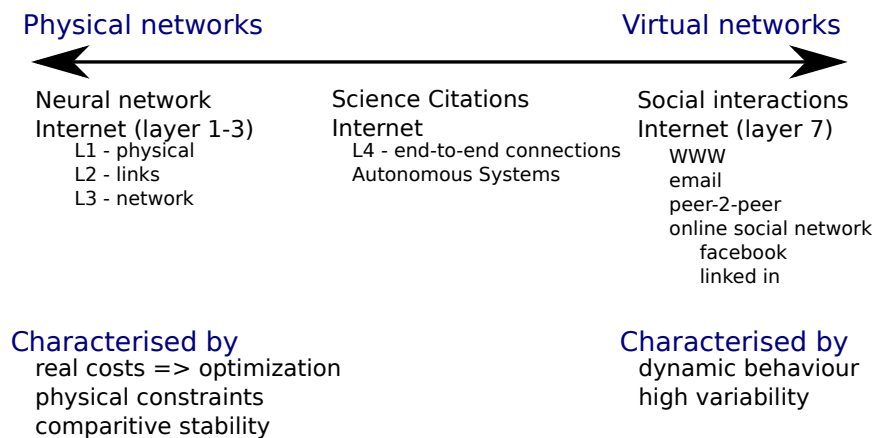 Physical networks
Virtual networks
Neural network
Internet (layer 1-3)
L1 - physical
L2 - links
L3 - network
Science Citations
Internet
L4 - end-to-end connections
Autonomous Systems
Social interactions
Internet (layer 7)
WWW
email
peer-2-peer
online social network
facebook
linked in
Characterised by
real costs => optimization
physical constraints
comparitive stability
Characterised by
dynamic behaviour
high variability